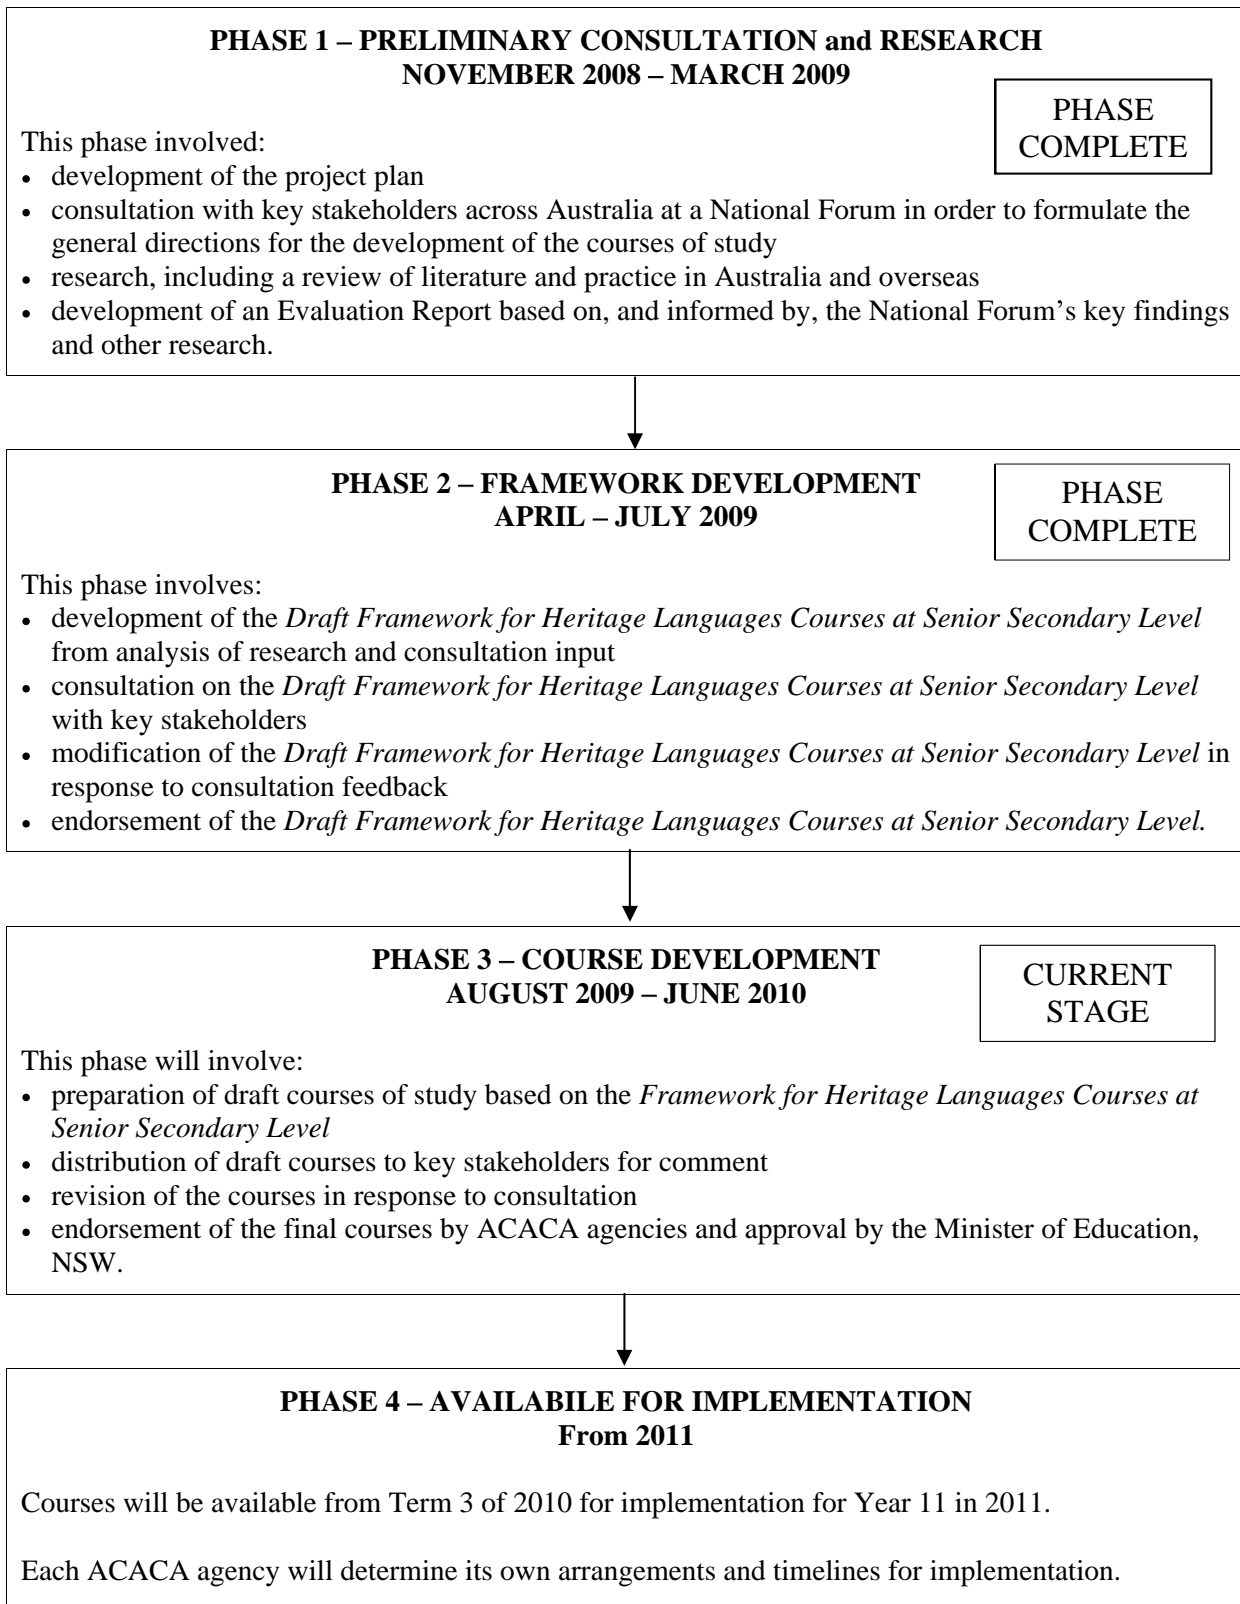 PHASE 1 – PRELIMINARY CONSULTATION and RESEARCH
NOVEMBER 2008 – MARCH 2009
PHASE
COMPLETE
This phase involved:
• development of the project plan
• consultation with key stakeholders across Australia at a National Forum in order to formulate the
general directions for the development of the courses of study
• research, including a review of literature and practice in Australia and overseas
• development of an Evaluation Report based on, and informed by, the National Forum’s key findings
and other research.
PHASE 2 – FRAMEWORK DEVELOPMENT
APRIL – JULY 2009
PHASE
COMPLETE
This phase involves:
• development of the Draft Framework for Heritage Languages Courses at Senior Secondary Level
from analysis of research and consultation input
• consultation on the Draft Framework for Heritage Languages Courses at Senior Secondary Level
with key stakeholders
• modification of the Draft Framework for Heritage Languages Courses at Senior Secondary Level in
response to consultation feedback
• endorsement of the Draft Framework for Heritage Languages Courses at Senior Secondary Level.
PHASE 3 – COURSE DEVELOPMENT
AUGUST 2009 – JUNE 2010
CURRENT
STAGE
This phase will involve:
• preparation of draft courses of study based on the Framework for Heritage Languages Courses at
Senior Secondary Level
• distribution of draft courses to key stakeholders for comment
• revision of the courses in response to consultation
• endorsement of the final courses by ACACA agencies and approval by the Minister of Education,
NSW.
PHASE 4 – AVAILABILE FOR IMPLEMENTATION
From 2011
Courses will be available from Term 3 of 2010 for implementation for Year 11 in 2011.
Each ACACA agency will determine its own arrangements and timelines for implementation.